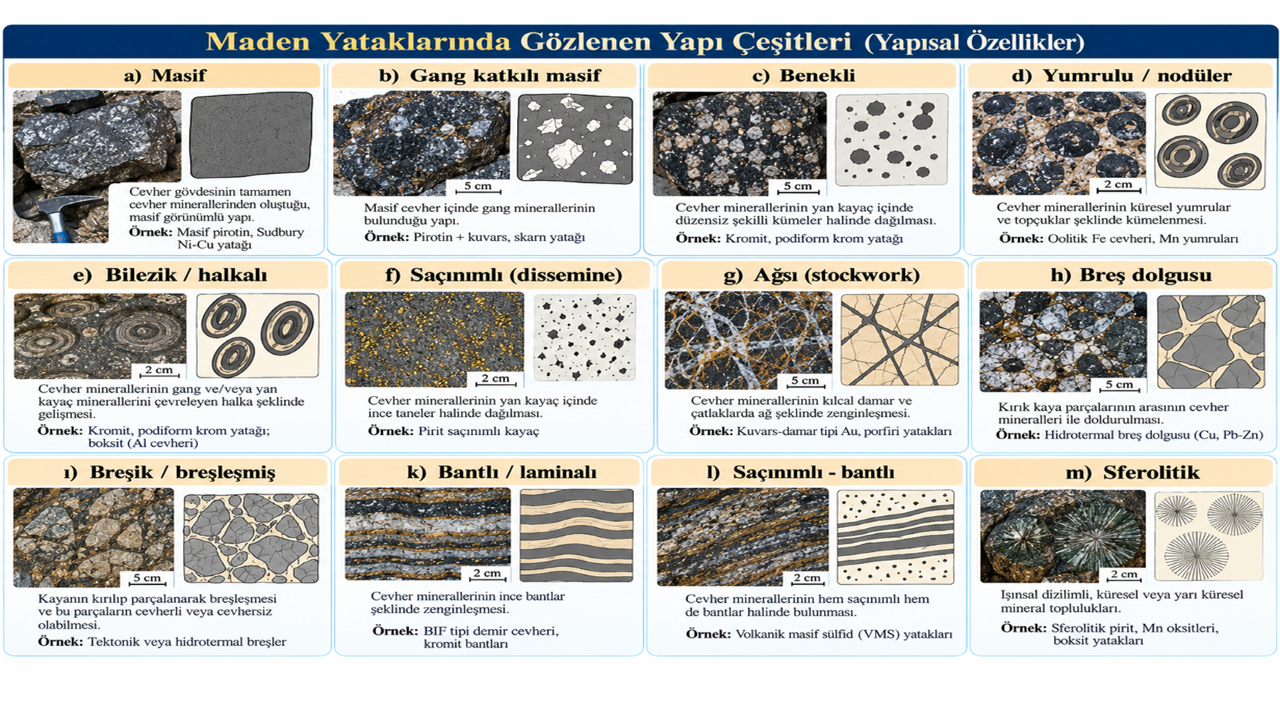 Maden Yataklarında Gözlenen Yapı Çeşitleri (Yapısal Özellikler)
a) Masif
Cevher gövdesinin tamamen
cevher minerallerinden oluştuğu,
masif görünümlü yapı.
Örnek: Masif pirotin, Sudbury
Ni-Cu yatağı
b) Gang katkılı masif
5 cm
Masif cevher içinde gang minerallerinin
bulunduğu yapı.
Örnek: Pirotin + kuvars, skarn yatağı
c) Benekli
5 cm
Cevher minerallerinin yan kayaç içinde
düzensiz şekilli kümeler halinde dağılması.
Örnek: Kromit, podiform krom yatağı
d) Yumrulu / nodüler
2 cm
Cevher minerallerinin küresel yumrular
ve topçuklar şeklinde kümelenmesi.
Örnek: Oolitik Fe cevheri, Mn yumruları
e) Bilezik / halkalı
2 cm
Cevher minerallerinin gang ve/veya yan
kayaç minerallerini çevreleyen halka şeklinde
gelişmesi.
Örnek: Kromit, podiform krom yatağı;
boksit (Al cevheri)
f) Saçınımlı (dissemine)
2 cm
Cevher minerallerinin yan kayaç içinde
ince taneler halinde dağılması.
Örnek: Pirit saçınımlı kayaç
g) Ağsı (stockwork)
5 cm
Cevher minerallerinin kılcal damar ve
çatlaklarda ağ şeklinde zenginleşmesi.
Örnek: Kuvars-damar tipi Au, porfiri yatakları
h) Breş dolgusu
5 cm
Kırık kaya parçalarının arasının cevher
mineralleri ile doldurulması.
Örnek: Hidrotermal breş dolgusu (Cu, Pb-Zn)
ı) Breşik / breşleşmiş
5 cm
Kayanın kırılıp parçalanarak breşleşmesi
ve bu parçaların cevherli veya cevhersiz
olabilmesi.
Örnek: Tektonik veya hidrotermal breşler
k) Bantlı / laminalı
2 cm
Cevher minerallerinin ince bantlar
şeklinde zenginleşmesi.
Örnek: BIF tipi demir cevheri,
kromit bantları
l) Saçınımlı - bantlı
2 cm
Cevher minerallerinin hem saçınımlı hem
de bantlar halinde bulunması.
Örnek: Volkanik masif sülfid (VMS) yatakları
m) Sferolitik
2 cm
Işınsal dizilimli, küresel veya yarı küresel
mineral toplulukları.
Örnek: Sferolitik pirit, Mn oksitleri,
boksit yatakları